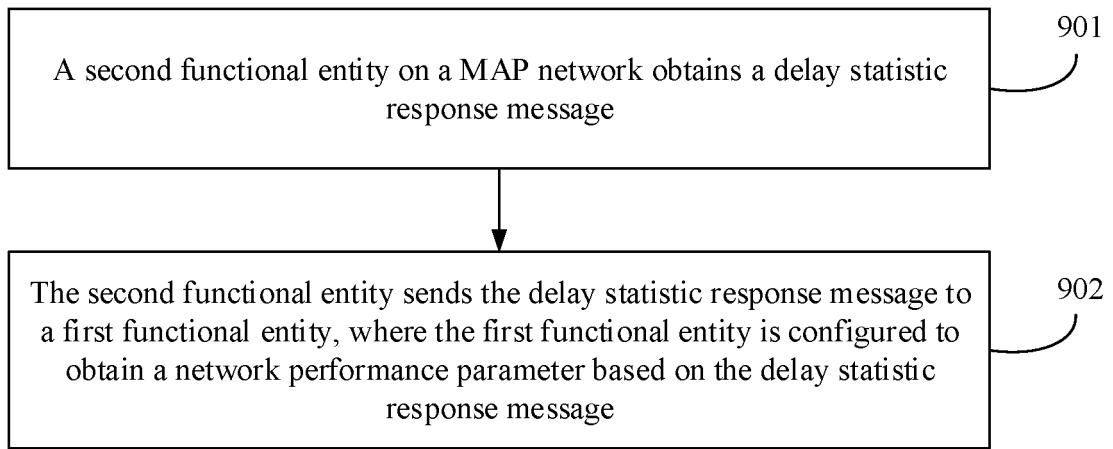 901
A second functional entity on a MAP network obtains a delay statistic
response message
902
The second functional entity sends the delay statistic response message to
a first functional entity, where the first functional entity is configured to
obtain a network performance parameter based on the delay statistic
response message